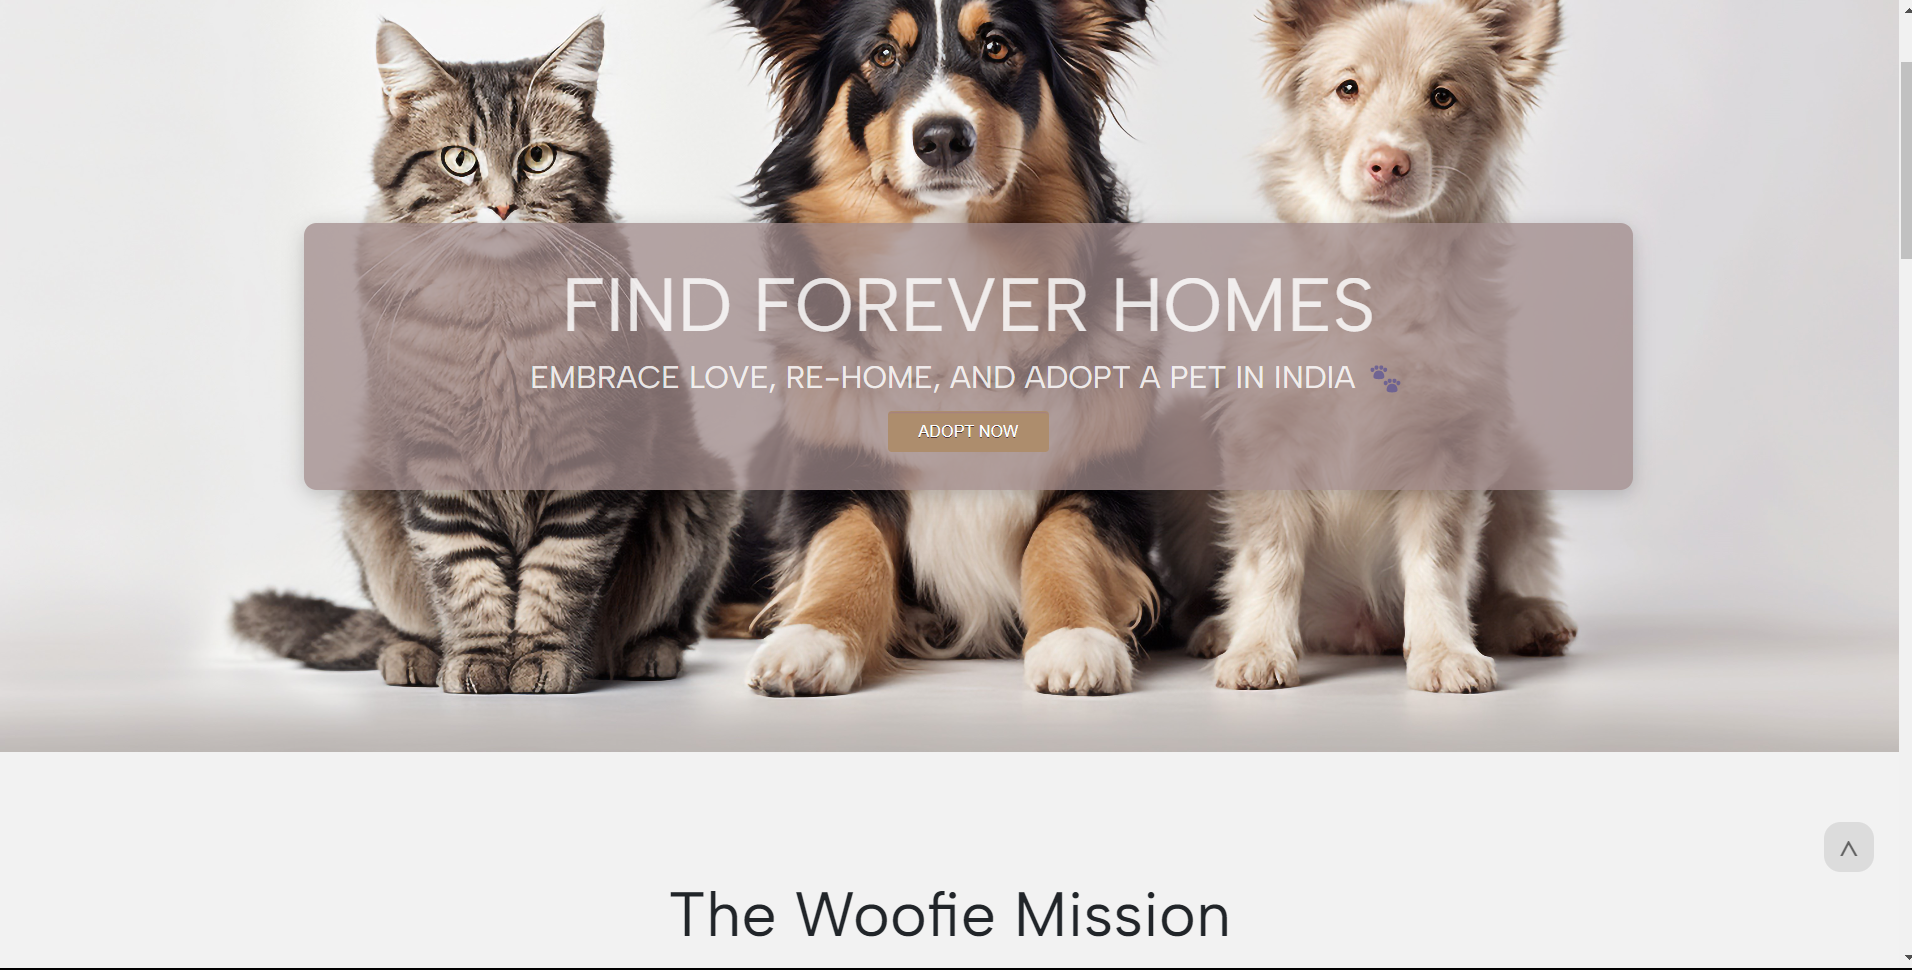 FIND FOREVER HOMES
EMBRACE LOVE, RE-HOME, AND ADOPT A PET IN INDIA 🐾
ADOPT NOW
The Woofie Mission